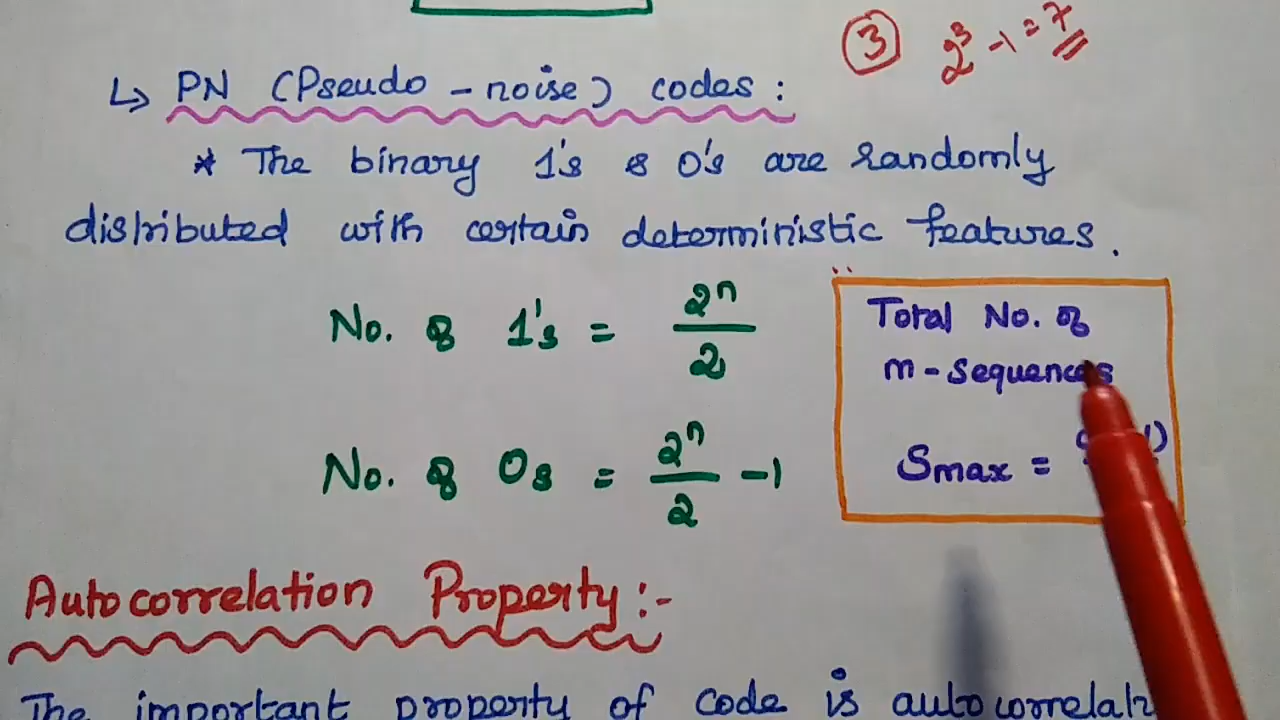 ③ 2³ -1 = 7
↳ PN (Pseudo - noise) codes :
* The binary 1's & 0's are randomly
distributed with certain deterministic features.
No. of 1's = 2ⁿ/2
No. of 0s = 2ⁿ/2 -1
Total No. of
m - sequences
Smax =
Autocorrelation Property :-
The important property of code is